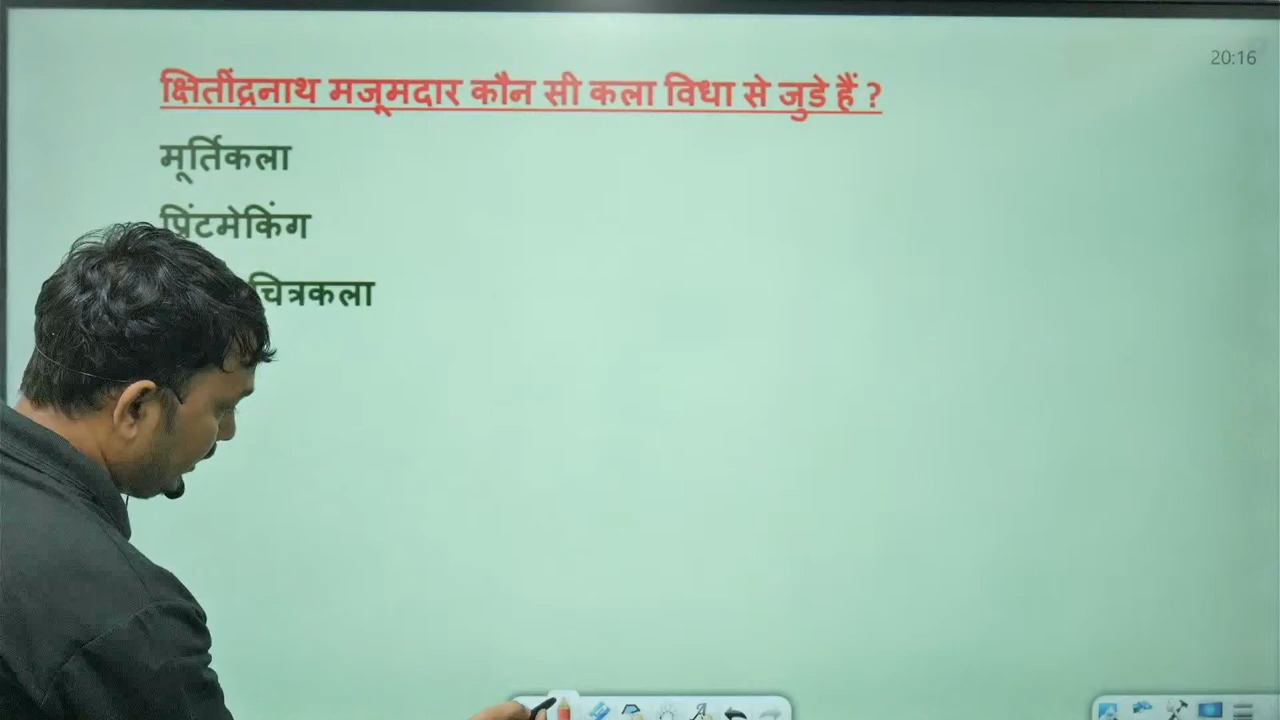 20:16
क्षितींद्रनाथ मजूमदार कौन सी कला विधा से जुडे हैं ?
मूर्तिकला
प्रिंटमेकिंग
चित्रकला